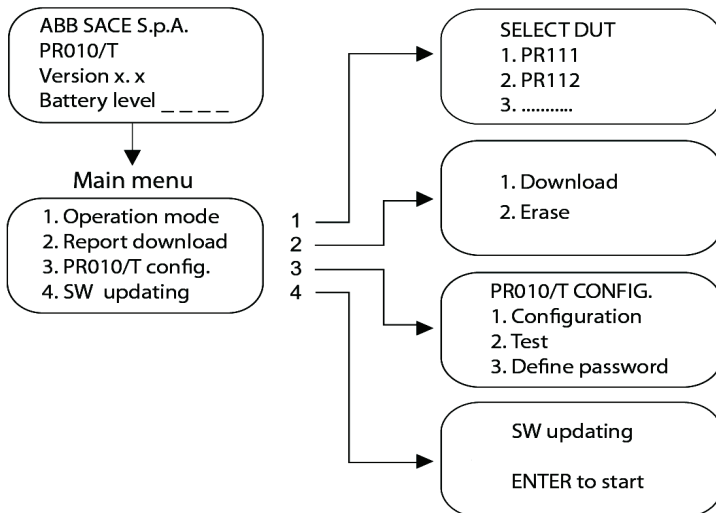 ABB SACE S.p.A.
PR010/T
Version x. x
Battery level _ _ _ _
Main menu
1. Operation mode
2. Report download
3. PR010/T config.
4. SW updating
1
2
3
4
SELECT DUT
1. PR111
2. PR112
3. ...........
1. Download
2. Erase
PR010/T CONFIG.
1. Configuration
2. Test
3. Define password
SW updating
ENTER to start